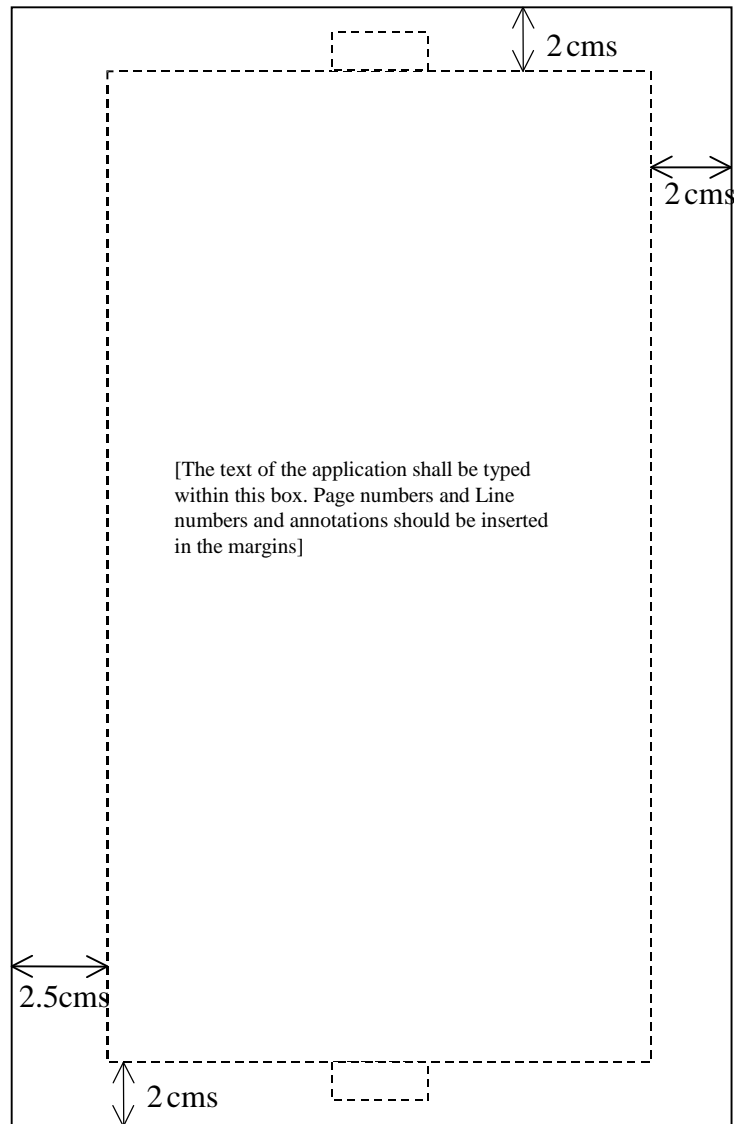 2 cms
2 cms
[The text of the application shall be typed
within this box. Page numbers and Line
numbers and annotations should be inserted
in the margins]
2.5cms
2 cms